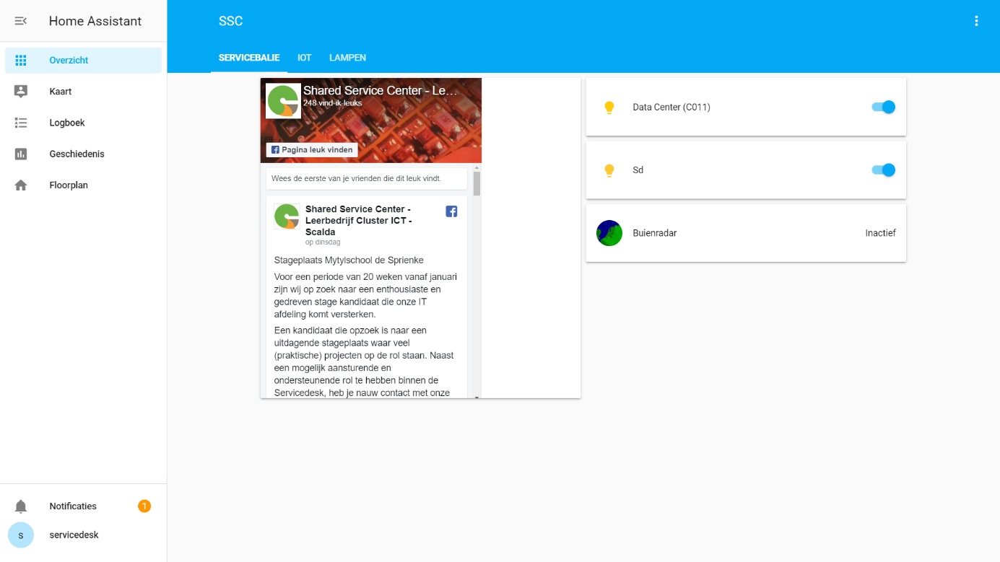 Home Assistant
Overzicht
Kaart
Logboek
Geschiedenis
Floorplan
Notificaties 1
s servicedesk
SSC
SERVICEBALIE IOT LAMPEN
Shared Service Center - Le...
248 vind-ik-leuks
Pagina leuk vinden
Wees de eerste van je vrienden die dit leuk vindt.
Shared Service Center -
Leerbedrijf Cluster ICT -
Scalda
op dinsdag
Stageplaats Mytylschool de Sprienke
Voor een periode van 20 weken vanaf januari
zijn wij op zoek naar een enthousiaste en
gedreven stage kandidaat die onze IT
afdeling komt versterken.
Een kandidaat die opzoek is naar een
uitdagende stageplaats waar veel
(praktische) projecten op de rol staan. Naast
een mogelijk aansturende en
ondersteunende rol te hebben binnen de
Servicedesk, heb je nauw contact met onze
Data Center (C011)
Sd
Buienradar Inactief